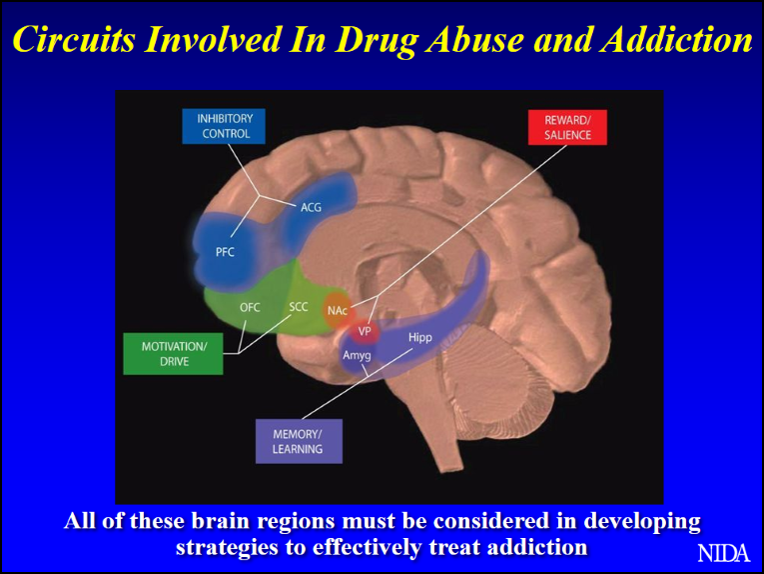 Circuits Involved In Drug Abuse and Addiction
INHIBITORY
CONTROL
REWARD/
SALIENCE
ACG
PFC
OFC
SCC
NAc
VP
Hipp
Amyg
MOTIVATION/
DRIVE
MEMORY/
LEARNING
All of these brain regions must be considered in developing
strategies to effectively treat addiction
NIDA